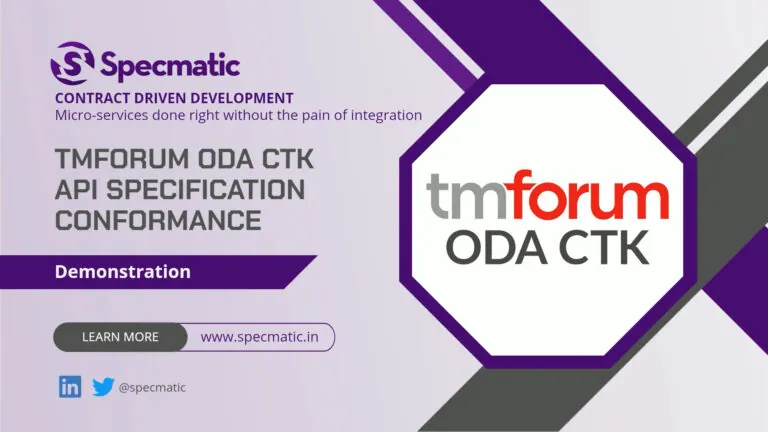 Specmatic
CONTRACT DRIVEN DEVELOPMENT
Micro-services done right without the pain of integration
TMFORUM ODA CTK
API SPECIFICATION
CONFORMANCE
Demonstration
LEARN MORE
www.specmatic.in
in
@specmatic
tmforum
ODA CTK